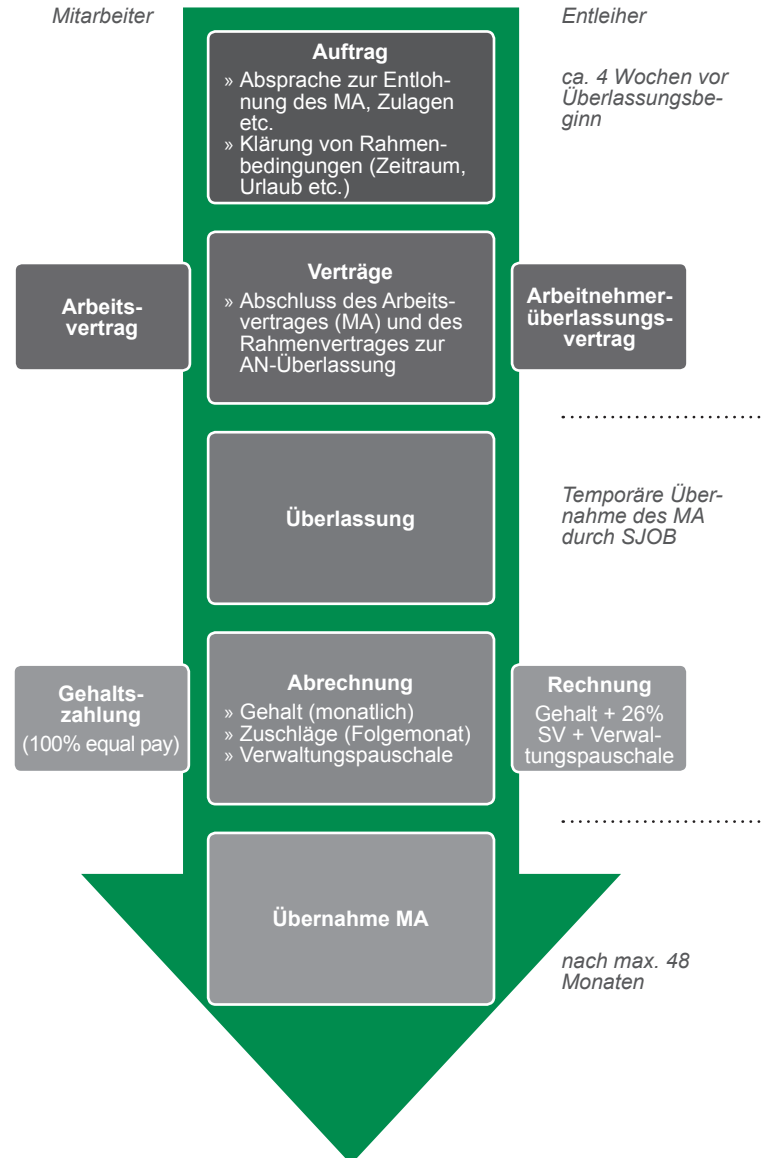 Mitarbeiter
Entleiher
Auftrag
» Absprache zur Entloh-
nung des MA, Zulagen
etc.
» Klärung von Rahmen-
bedingungen (Zeitraum,
Urlaub etc.)
ca. 4 Wochen vor
Überlassungsbe-
ginn
Arbeits-
vertrag
Verträge
» Abschluss des Arbeits-
vertrages (MA) und des
Rahmenvertrages zur
AN-Überlassung
Arbeitnehmer-
überlassungs-
vertrag
Überlassung
Temporäre Über-
nahme des MA
durch SJOB
Gehalts-
zahlung
(100% equal pay)
Abrechnung
» Gehalt (monatlich)
» Zuschläge (Folgemonat)
» Verwaltungspauschale
Rechnung
Gehalt + 26%
SV + Verwal-
tungspauschale
Übernahme MA
nach max. 48
Monaten